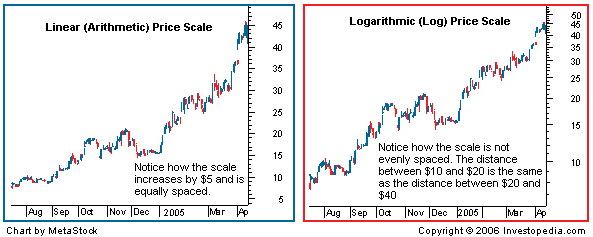 Linear (Arithmetic) Price Scale
45
40
35
30
25
20
15
10
5
Notice how the scale
increases by $5 and is
equally spaced.
Aug Sep Oct Nov Dec 2005 Mar Ap
Logarithmic (Log) Price Scale
50
45
40
35
30
25
20
15
10
Notice how the scale is not
evenly spaced. The distance
between $10 and $20 is the same
as the distance between $20 and
$40
Aug Sep Oct Nov Dec 2005 Mar Ap
Chart by MetaStock
Copyright © 2006 Investopedia.com